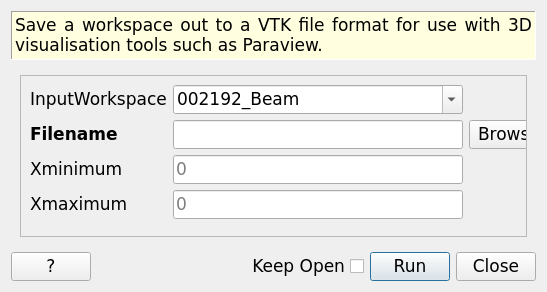 Save a workspace out to a VTK file format for use with 3D
visualisation tools such as Paraview.
InputWorkspace 002192_Beam
Filename Brows
Xminimum 0
Xmaximum 0
? Keep Open Run Close